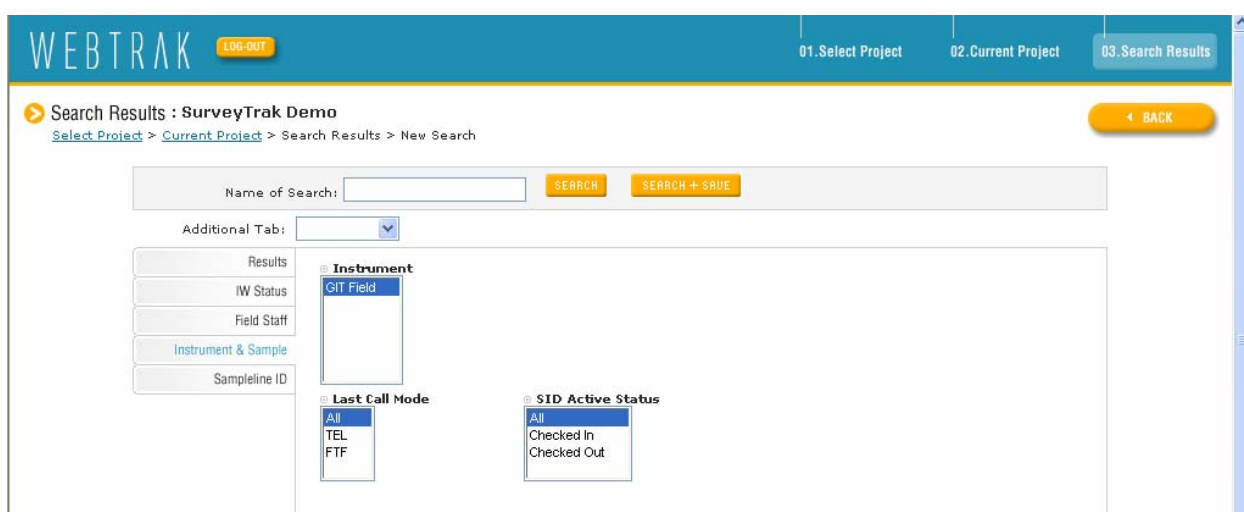 WEBTRAK LOG-OUT 01.Select Project 02.Current Project 03.Search Results
Search Results : SurveyTrak Demo
BACK
Select Project > Current Project > Search Results > New Search
Name of Search: SEARCH SEARCH + SAVE
Additional Tab:
Results
IW Status
Field Staff
Instrument & Sample
Sampleline ID
Instrument
GIT Field
Last Call Mode
All
TEL
FTF
SID Active Status
All
Checked In
Checked Out